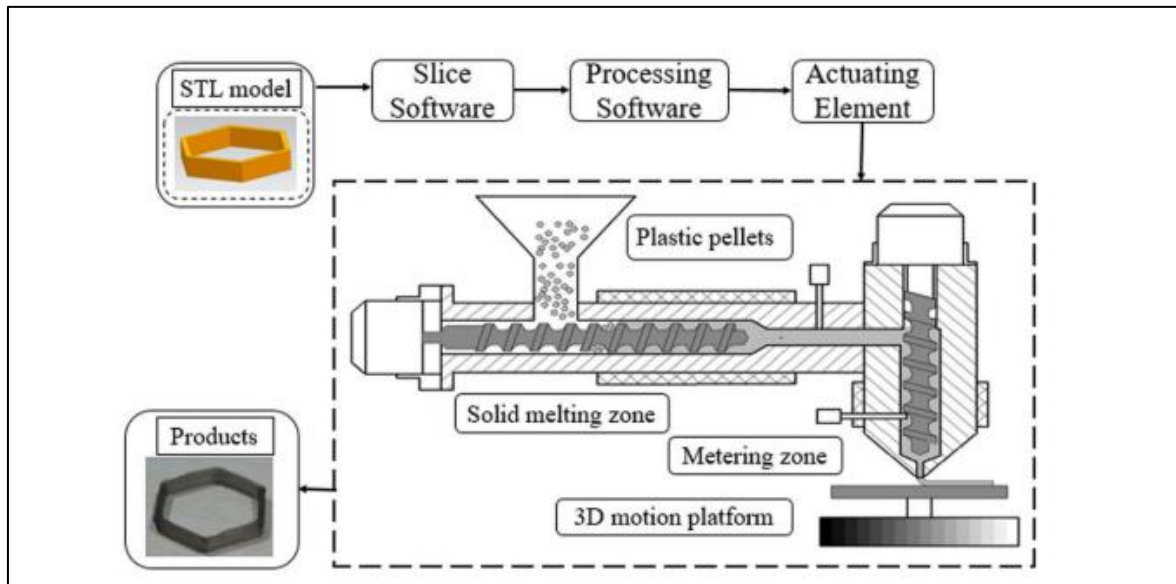 STL model
Slice
Software
Processing
Software
Actuating
Element
Plastic pellets
Solid melting zone
Metering zone
3D motion platform
Products